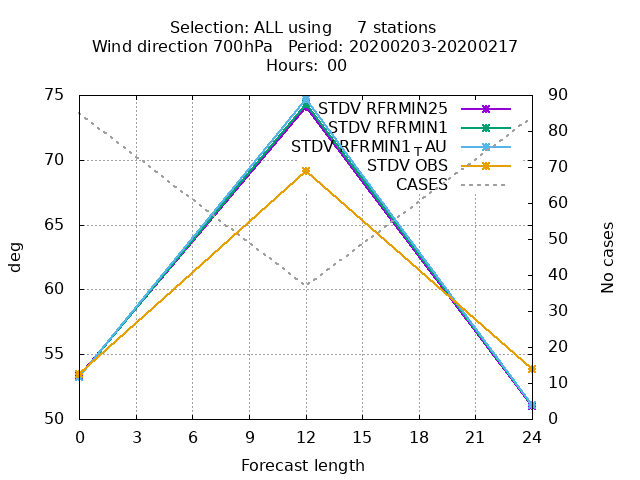 Selection: ALL using     7 stations
Wind direction 700hPa   Period: 20200203-20200217
Hours: 00
75
70
65
60
55
50
deg
90
80
70
60
50
40
30
20
10
0
No cases
STDV RFRMIN25
STDV RFRMIN1
STDV RFRMIN1TAU
STDV OBS
CASES
0 3 6 9 12 15 18 21 24
Forecast length